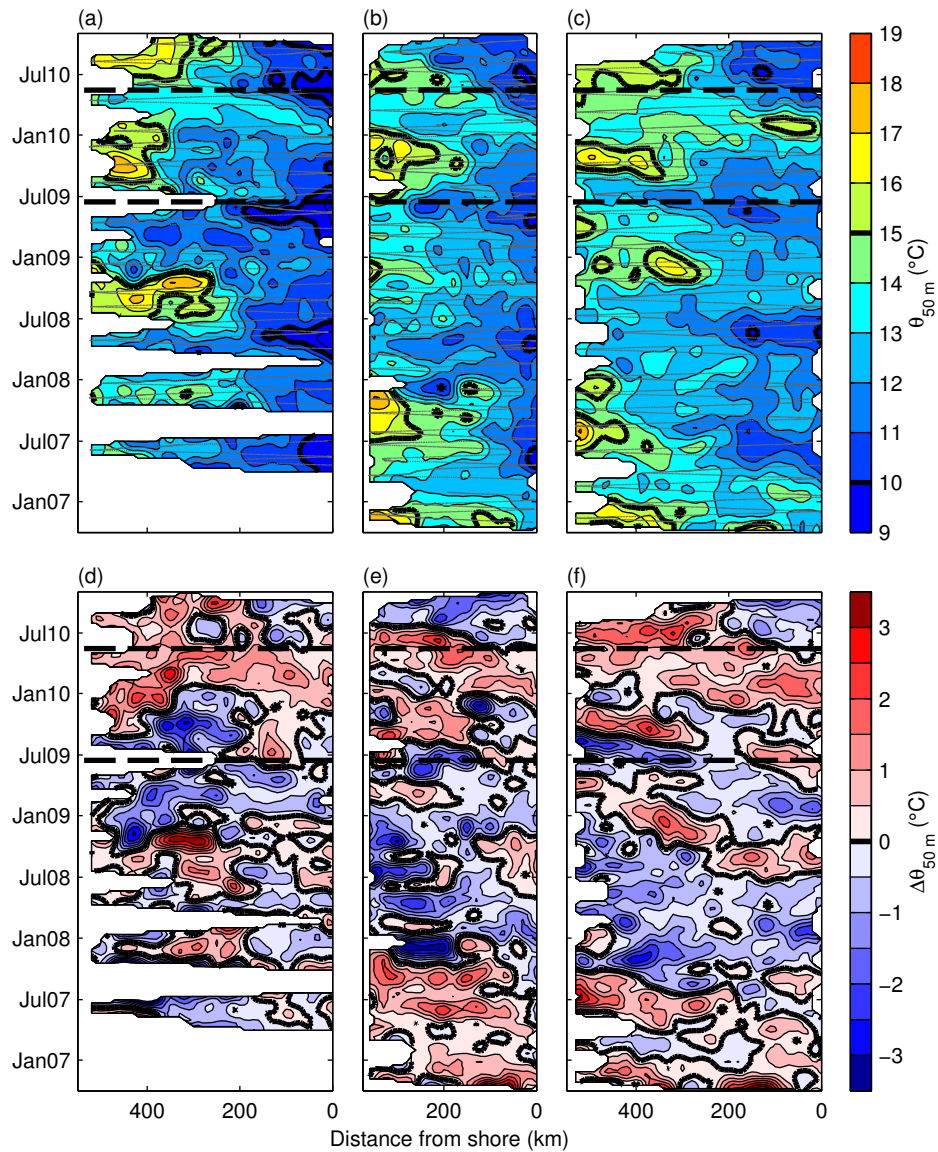 (a)
(b)
(c)
Jul10
Jan10
Jul09
Jan09
Jul08
Jan08
Jul07
Jan07
19
18
17
16
15
14
13
12
11
10
9
θ50 m (°C)
(d)
(e)
(f)
Jul10
Jan10
Jul09
Jan09
Jul08
Jan08
Jul07
Jan07
3
2
1
0
−1
−2
−3
Δθ50 m (°C)
400 200 0
200 0
400 200 0
Distance from shore (km)